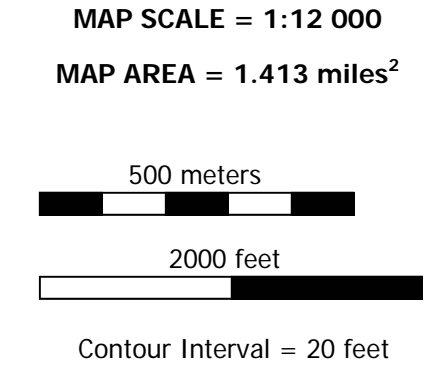 MAP SCALE = 1:12 000
MAP AREA = 1.413 miles²
500 meters
2000 feet
Contour Interval = 20 feet